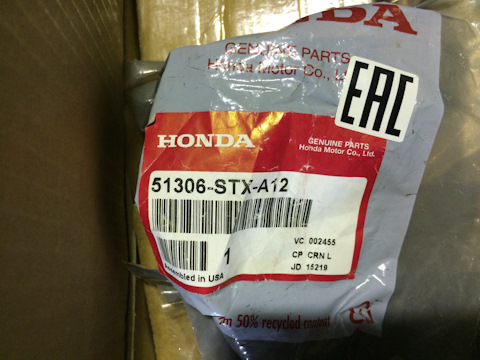 HONDA
GENUINE PARTS
Honda Motor Co., Ltd.
EAC
HONDA
GENUINE PARTS
Honda Motor Co., Ltd.
51306-STX-A12
1
VC 002455
CP CRN L
JD 15219
Assembled in USA
50% recycled content